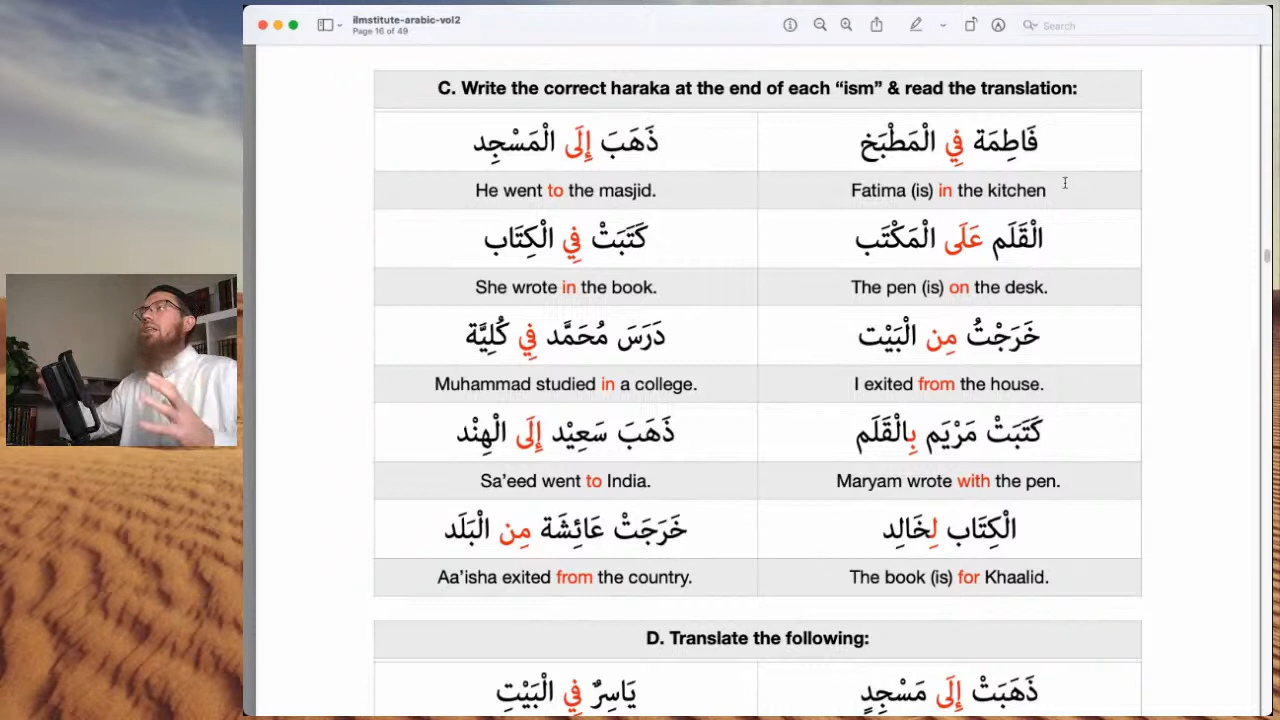 ilmstitute-arabic-vol2
Page 16 of 49
Search
C. Write the correct haraka at the end of each “ism” & read the translation:
فَاطِمَة فِي الْمَطْبَخ
ذَهَبَ إِلَى الْمَسْجِد
Fatima (is) in the kitchen
He went to the masjid.
الْقَلَم عَلَى الْمَكْتَب
كَتَبَتْ فِي الْكِتَاب
The pen (is) on the desk.
She wrote in the book.
خَرَجْتُ مِن الْبَيْت
دَرَسَ مُحَمَّد فِي كُلِيَّة
I exited from the house.
Muhammad studied in a college.
كَتَبَتْ مَرْيَم بِالْقَلَم
ذَهَبَ سَعِيْد إِلَى الْهِنْد
Maryam wrote with the pen.
Sa’eed went to India.
الْكِتَاب لِخَالِد
خَرَجَتْ عَائِشَة مِن الْبَلَد
The book (is) for Khaalid.
Aa’isha exited from the country.
D. Translate the following:
ذَهَبَتْ إِلَى مَسْجِدٍ
يَاسِرٌ فِي الْبَيْتِ